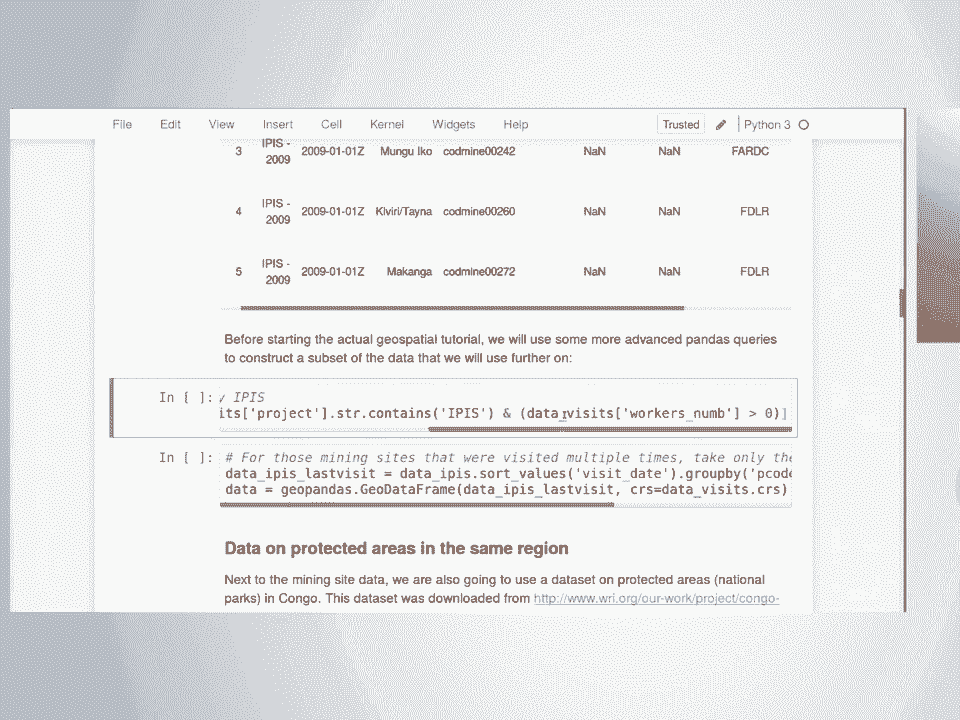 File Edit View Insert Cell Kernel Widgets Help Trusted Python 3
3 IPIS - 2009 2009-01-01Z Mungu Iko codmine00242 NaN NaN FARDC
4 IPIS - 2009 2009-01-01Z Kiviri/Tayna codmine00260 NaN NaN FDLR
5 IPIS - 2009 2009-01-01Z Makanga codmine00272 NaN NaN FDLR
Before starting the actual geospatial tutorial, we will use some more advanced pandas queries
to construct a subset of the data that we will use further on:
In [ ]: y IPIS
its['project'].str.contains('IPIS') & (data_visits['workers_numb'] > 0)]
In [ ]: # For those mining sites that were visited multiple times, take only the
data_ipis_lastvisit = data_ipis.sort_values('visit_date').groupby('pcode
data = geopandas.GeoDataFrame(data_ipis_lastvisit, crs=data_visits.crs)
Data on protected areas in the same region
Next to the mining site data, we are also going to use a dataset on protected areas (national
parks) in Congo. This dataset was downloaded from http://www.wri.org/our-work/project/congo-